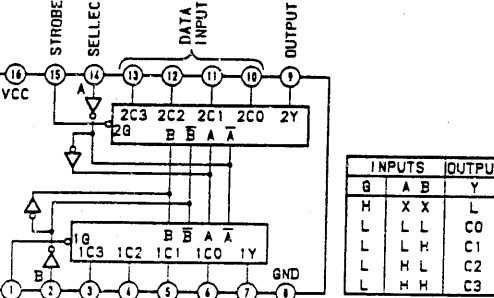 STROBE
SELLEC
DATA
INPUT
OUTPUT
16 15 14 13 12 11 10 9
VCC
A
2C3 2C2 2C1 2C0 2Y
2G
B B̅ A A̅
B B̅ A A̅
1G
1C3 1C2 1C1 1C0 1Y
B
GND
1 2 3 4 5 6 7 8
INPUTS OUTPU
G A B Y
H X X L
L L L C0
L L H C1
L H L C2
L H H C3